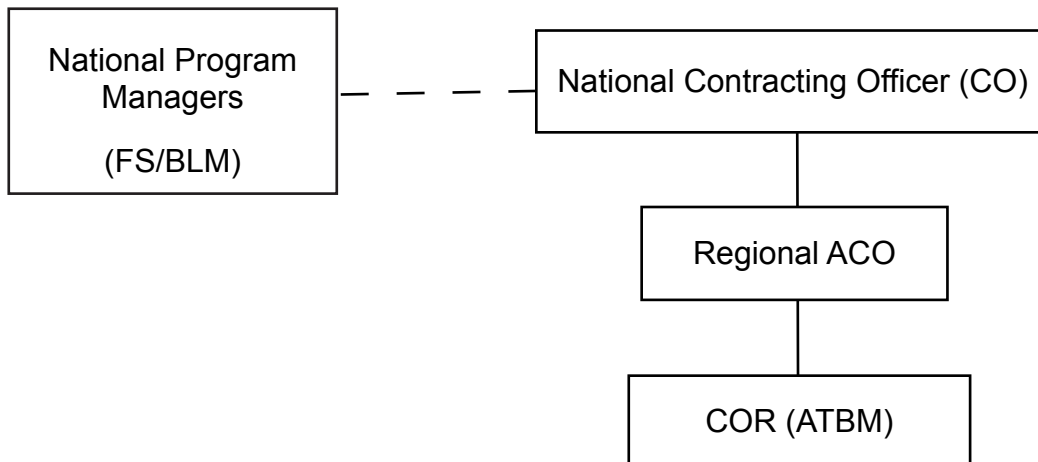 National Program
Managers
(FS/BLM)
National Contracting Officer (CO)
Regional ACO
COR (ATBM)